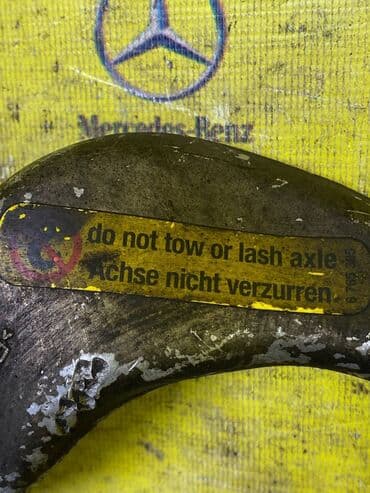 Mercedes-Benz
do not tow or lash axle
Achse nicht verzurren.